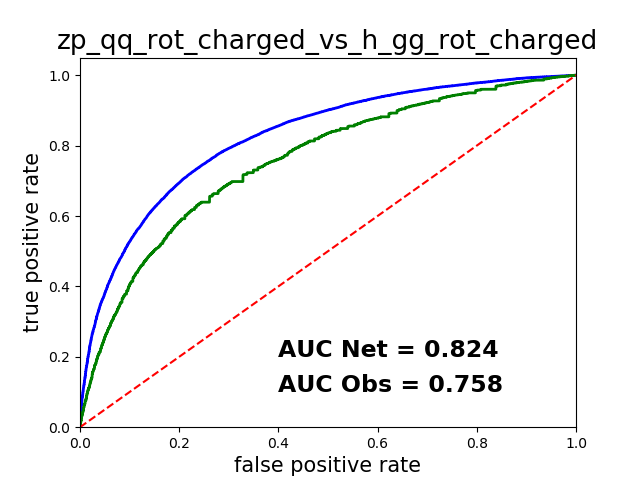 zp_qq_rot_charged_vs_h_gg_rot_charged
1.0
0.8
0.6
0.4
0.2
0.0
true positive rate
AUC Net = 0.824
AUC Obs = 0.758
0.0 0.2 0.4 0.6 0.8 1.0
false positive rate